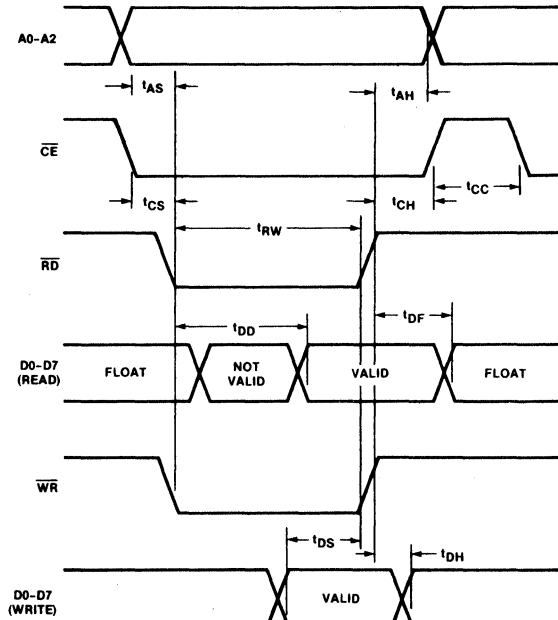 A0–A2
tAS
tAH
CE
tCS
tCH
tCC
tRW
RD
tDD
tDF
D0–D7
(READ)
FLOAT
NOT
VALID
VALID
FLOAT
WR
tDS
tDH
D0–D7
(WRITE)
VALID